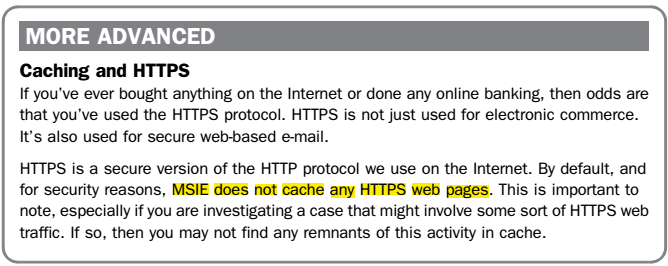 MORE ADVANCED
Caching and HTTPS
If you've ever bought anything on the Internet or done any online banking, then odds are
that you've used the HTTPS protocol. HTTPS is not just used for electronic commerce.
It's also used for secure web-based e-mail.
HTTPS is a secure version of the HTTP protocol we use on the Internet. By default, and
for security reasons, MSIE does not cache any HTTPS web pages. This is important to
note, especially if you are investigating a case that might involve some sort of HTTPS web
traffic. If so, then you may not find any remnants of this activity in cache.